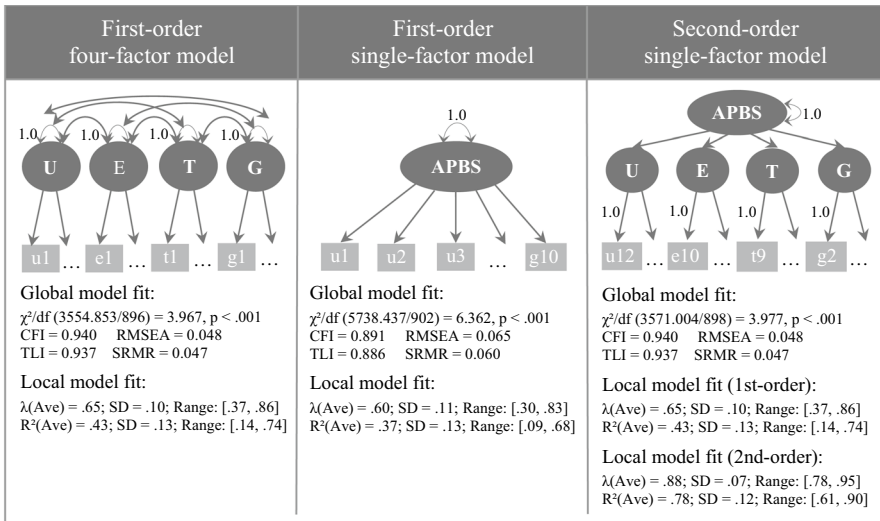 First-order
four-factor model
1.0 1.0 1.0 1.0
U E T G
u1 … e1 … t1 … g1 …
Global model fit:
χ²/df (3554.853/896) = 3.967, p < .001
CFI = 0.940 RMSEA = 0.048
TLI = 0.937 SRMR = 0.047
Local model fit:
λ(Ave) = .65; SD = .10; Range: [.37, .86]
R²(Ave) = .43; SD = .13; Range: [.14, .74]
First-order
single-factor model
1.0
APBS
u1 u2 u3 … g10
Global model fit:
χ²/df (5738.437/902) = 6.362, p < .001
CFI = 0.891 RMSEA = 0.065
TLI = 0.886 SRMR = 0.060
Local model fit:
λ(Ave) = .60; SD = .11; Range: [.30, .83]
R²(Ave) = .37; SD = .13; Range: [.09, .68]
Second-order
single-factor model
APBS 1.0
U E T G
1.0 1.0 1.0 1.0
u12 … e10 … t9 … g2 …
Global model fit:
χ²/df (3571.004/898) = 3.977, p < .001
CFI = 0.940 RMSEA = 0.048
TLI = 0.937 SRMR = 0.047
Local model fit (1st-order):
λ(Ave) = .65; SD = .10; Range: [.37, .86]
R²(Ave) = .43; SD = .13; Range: [.14, .74]
Local model fit (2nd-order):
λ(Ave) = .88; SD = .07; Range: [.78, .95]
R²(Ave) = .78; SD = .12; Range: [.61, .90]